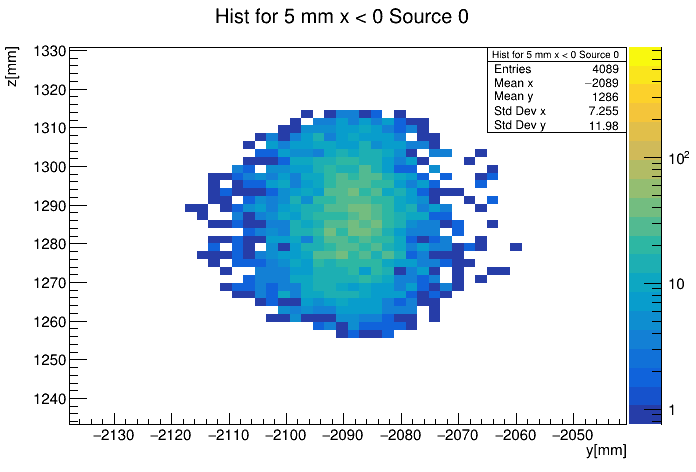 Hist for 5 mm x < 0 Source 0
z[mm]
1330
1320
1310
1300
1290
1280
1270
1260
1250
1240
Hist for 5 mm x < 0 Source 0
Entries 4089
Mean x −2089
Mean y 1286
Std Dev x 7.255
Std Dev y 11.98
10²
10
1
−2130 −2120 −2110 −2100 −2090 −2080 −2070 −2060 −2050
y[mm]